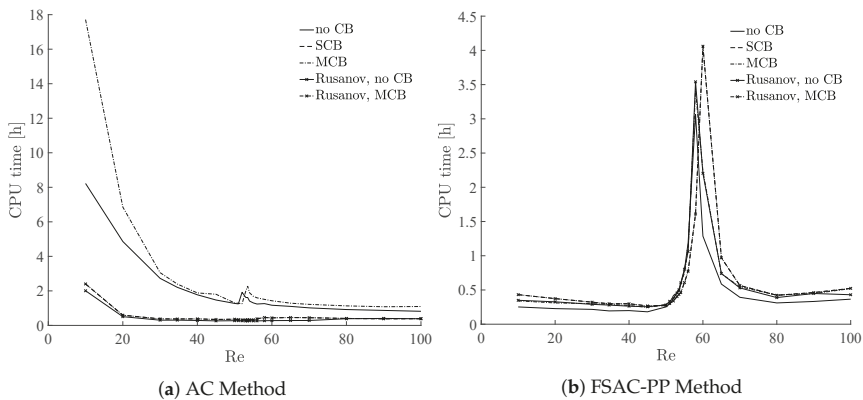 18
16
14
12
10
8
6
4
2
0
CPU time [h]
0
20
40
60
80
100
Re
no CB
SCB
MCB
Rusanov, no CB
Rusanov, MCB
(a) AC Method
4.5
4
3.5
3
2.5
2
1.5
1
0.5
0
CPU time [h]
0
20
40
60
80
100
Re
no CB
SCB
MCB
Rusanov, no CB
Rusanov, MCB
(b) FSAC-PP Method